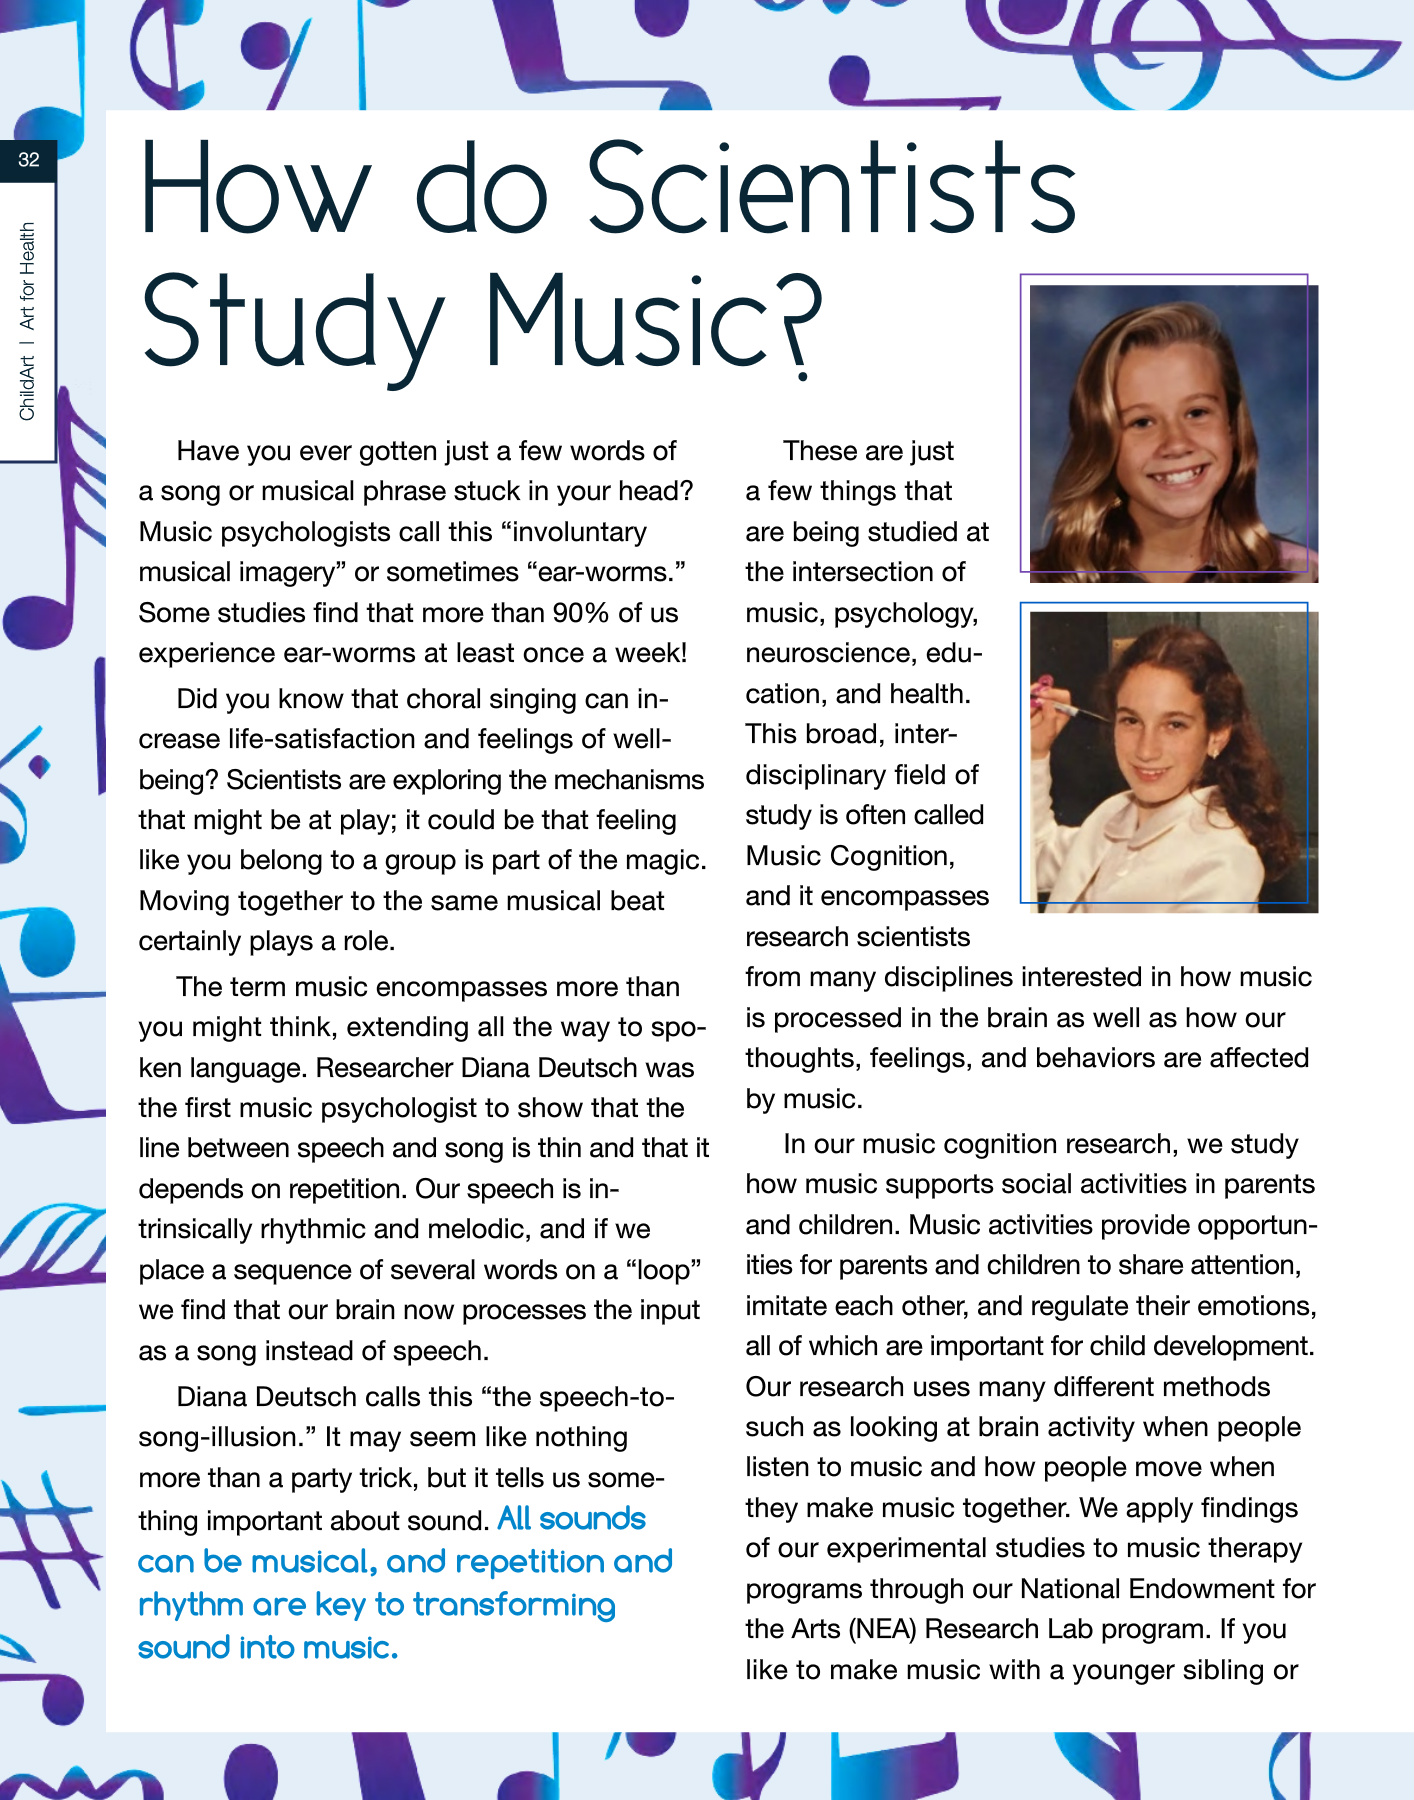 32
ChildArt | Art for Health
How do Scientists
Study Music?
Have you ever gotten just a few words of
a song or musical phrase stuck in your head?
Music psychologists call this “involuntary
musical imagery” or sometimes “ear-worms.”
Some studies find that more than 90% of us
experience ear-worms at least once a week!
Did you know that choral singing can in-
crease life-satisfaction and feelings of well-
being? Scientists are exploring the mechanisms
that might be at play; it could be that feeling
like you belong to a group is part of the magic.
Moving together to the same musical beat
certainly plays a role.
The term music encompasses more than
you might think, extending all the way to spo-
ken language. Researcher Diana Deutsch was
the first music psychologist to show that the
line between speech and song is thin and that it
depends on repetition. Our speech is in-
trinsically rhythmic and melodic, and if we
place a sequence of several words on a “loop”
we find that our brain now processes the input
as a song instead of speech.
Diana Deutsch calls this “the speech-to-
song-illusion.” It may seem like nothing
more than a party trick, but it tells us some-
thing important about sound. All sounds
can be musical, and repetition and
rhythm are key to transforming
sound into music.
These are just
a few things that
are being studied at
the intersection of
music, psychology,
neuroscience, edu-
cation, and health.
This broad, inter-
disciplinary field of
study is often called
Music Cognition,
and it encompasses
research scientists
from many disciplines interested in how music
is processed in the brain as well as how our
thoughts, feelings, and behaviors are affected
by music.
In our music cognition research, we study
how music supports social activities in parents
and children. Music activities provide opportun-
ities for parents and children to share attention,
imitate each other, and regulate their emotions,
all of which are important for child development.
Our research uses many different methods
such as looking at brain activity when people
listen to music and how people move when
they make music together. We apply findings
of our experimental studies to music therapy
programs through our National Endowment for
the Arts (NEA) Research Lab program. If you
like to make music with a younger sibling or